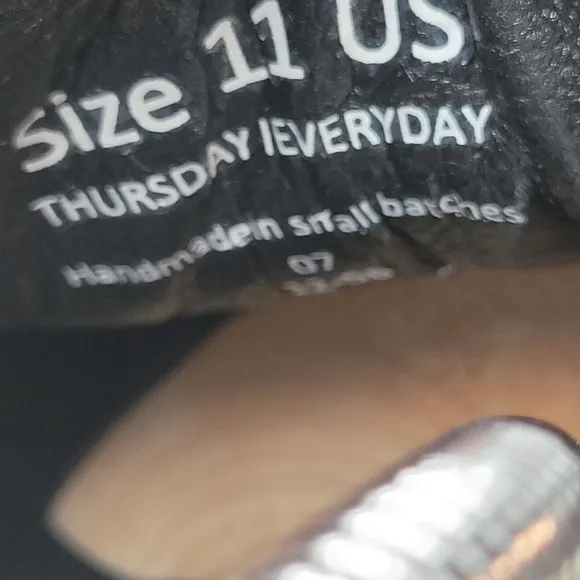 Size 11 US
THURSDAY |EVERYDAY
Handmade in small batches
07